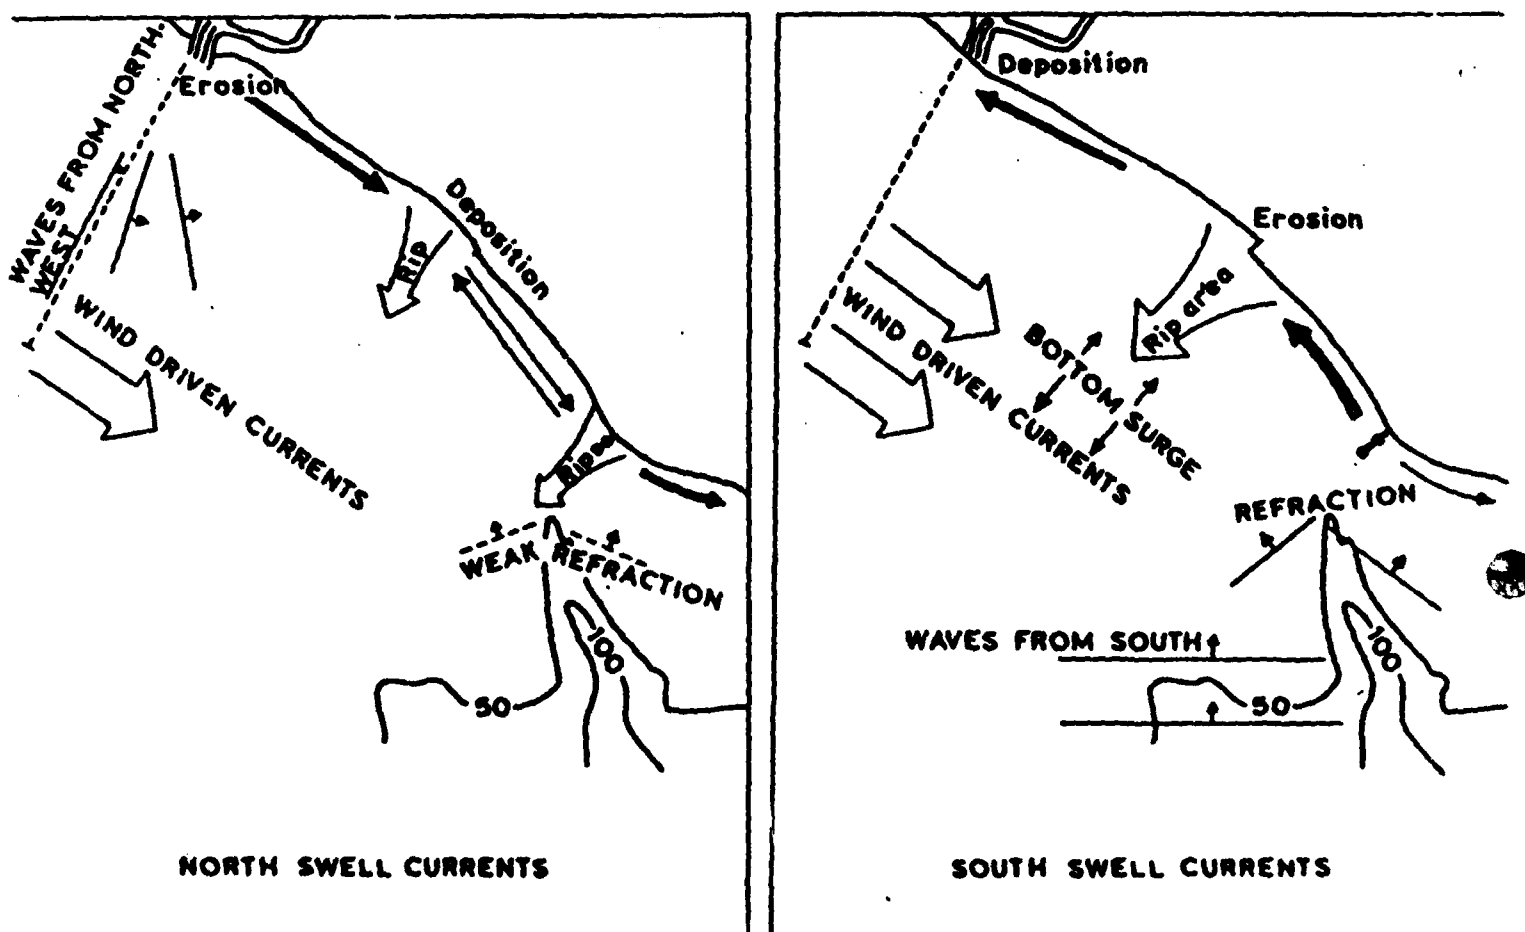 WAVES FROM NORTH.
WEST
Erosion
Deposition
Rip
WIND DRIVEN CURRENTS
WEAK REFRACTION
100
50
NORTH SWELL CURRENTS
Deposition
Erosion
Rip area
WIND DRIVEN CURRENTS
BOTTOM SURGE
REFRACTION
WAVES FROM SOUTH
100
50
SOUTH SWELL CURRENTS